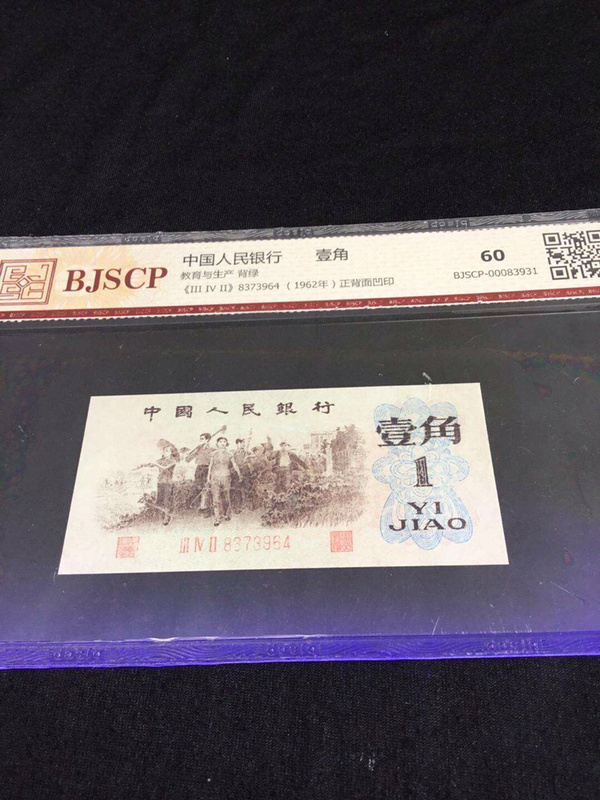 BJSCP
中国人民银行 壹角
教育与生产 背绿
《III IV II》8373964 (1962年) 正背面凹印
60
BJSCP-00083931
中國人民銀行
壹角
1
YI
JIAO
III IV II 8373964